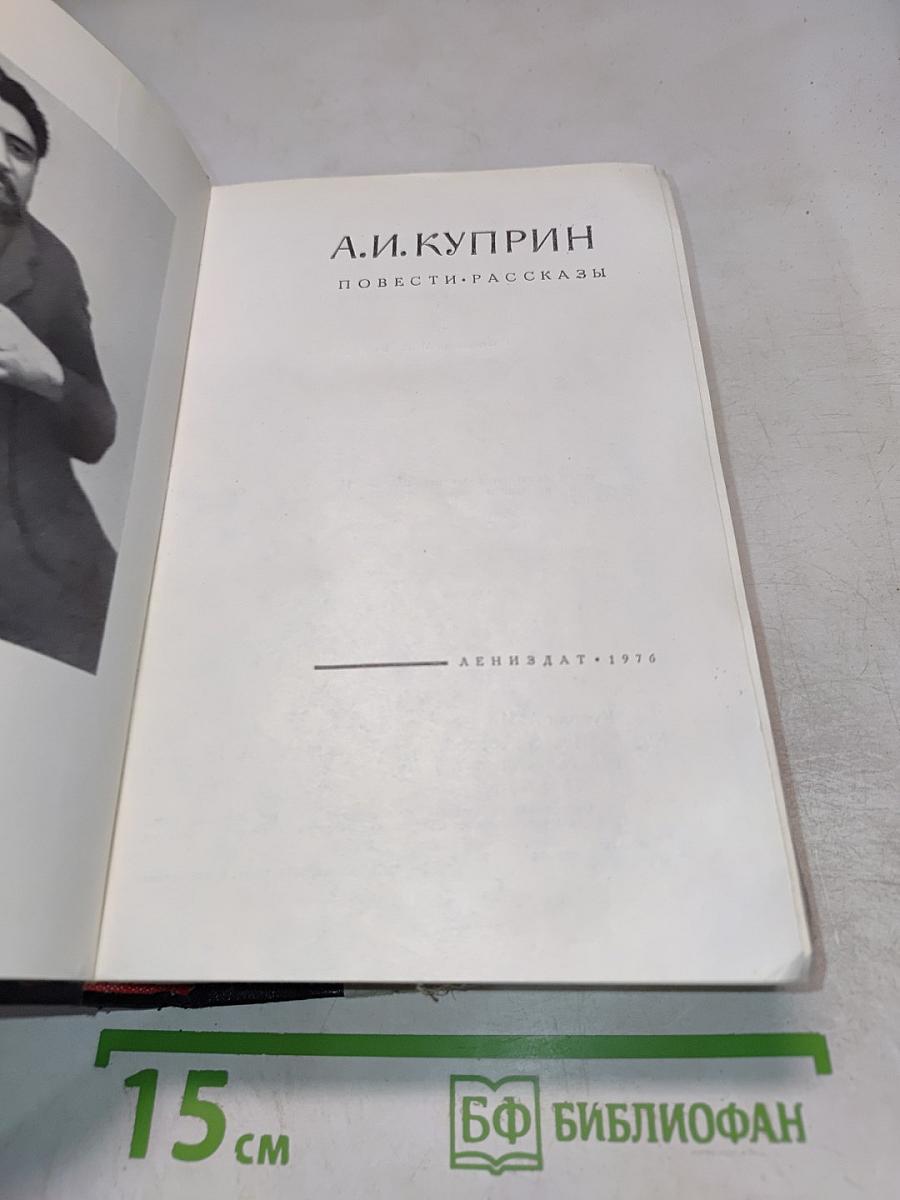 А.И.КУПРИН
ПОВЕСТИ•РАССКАЗЫ
ЛЕНИЗДАТ•1976
15 см
БФ БИБЛИОФАН